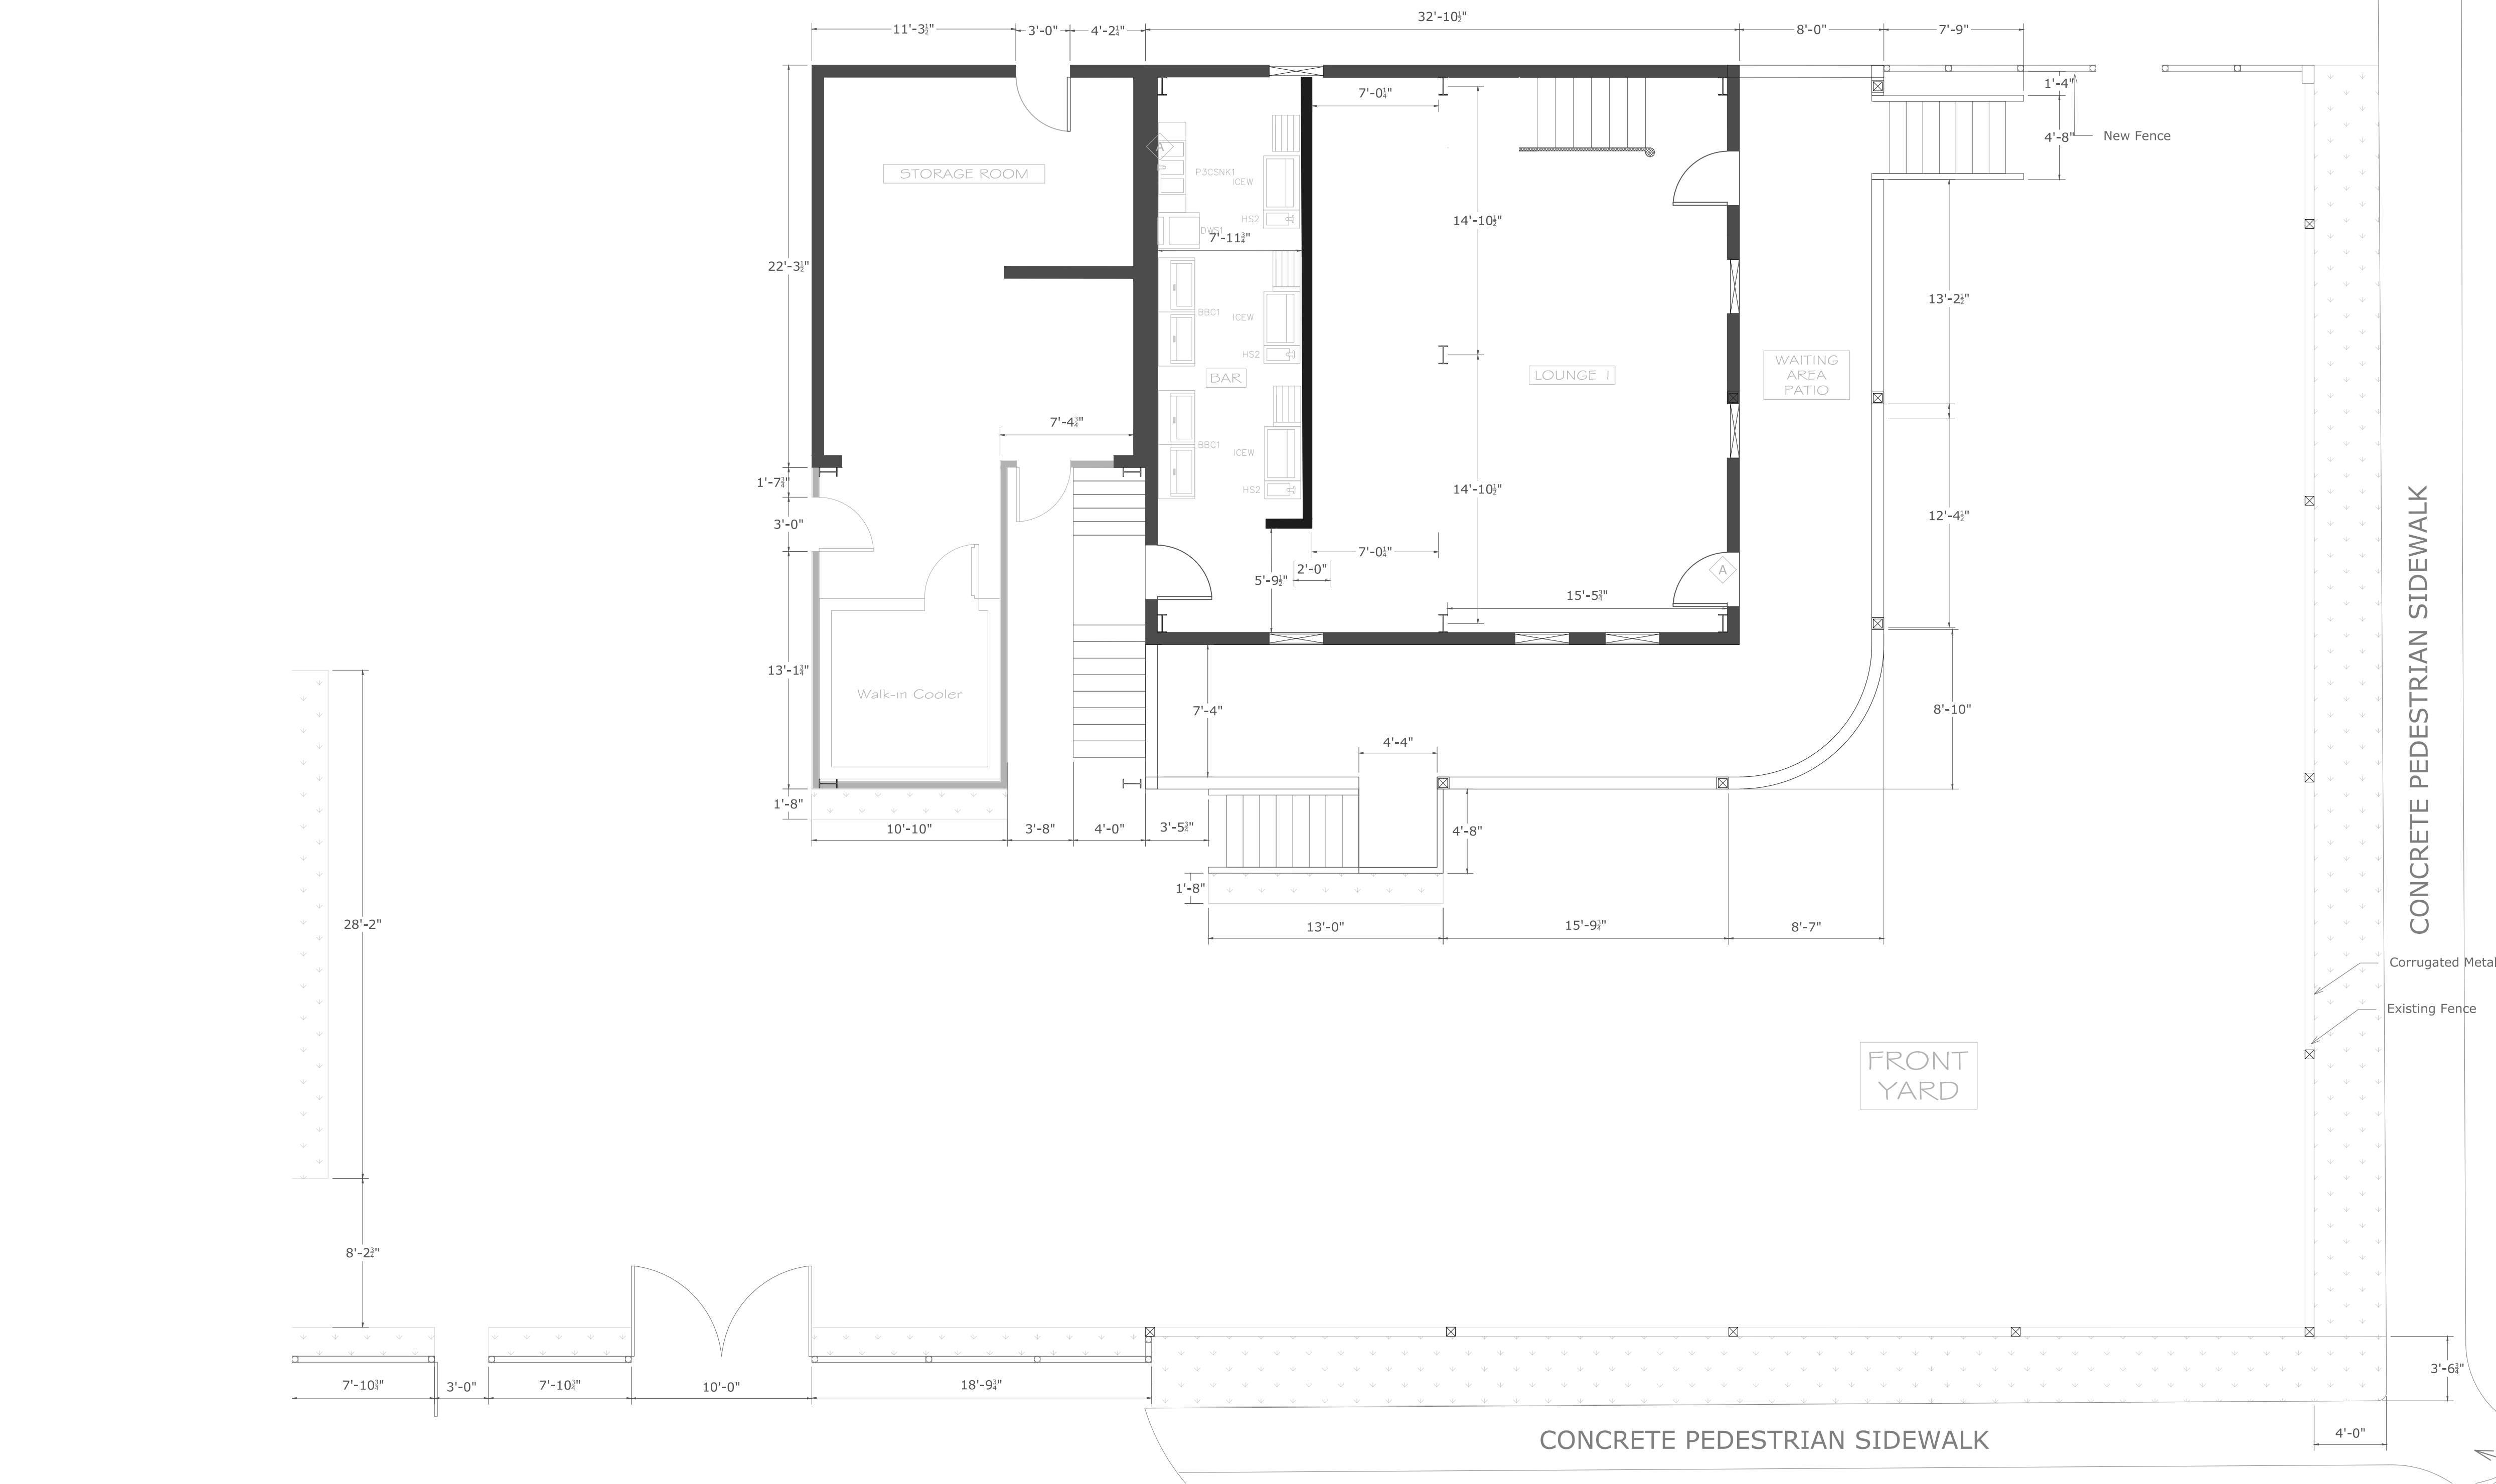 32'-10½"
11'-3½"
3'-0"
4'-2¼"
8'-0"
7'-9"
1'-4"
7'-0¼"
4'-8"
New Fence
A
STORAGE ROOM
P3CSNK1
ICEW
HS2
14'-10½"
DWS1
7'-11¾"
22'-3½"
13'-2½"
BBC1
ICEW
HS2
WAITING
AREA
PATIO
BAR
LOUNGE 1
7'-4¾"
BBC1
ICEW
HS2
14'-10½"
1'-7¾"
12'-4½"
3'-0"
7'-0¼"
2'-0"
5'-9½"
A
15'-5¾"
CONCRETE PEDESTRIAN SIDEWALK
13'-1¾"
Walk-in Cooler
7'-4"
8'-10"
4'-4"
1'-8"
10'-10"
3'-8"
4'-0"
3'-5¾"
4'-8"
1'-8"
28'-2"
13'-0"
15'-9¾"
8'-7"
Corrugated Metal
Existing Fence
FRONT
YARD
8'-2¾"
7'-10¾"
3'-0"
7'-10¾"
10'-0"
18'-9¾"
3'-6¾"
CONCRETE PEDESTRIAN SIDEWALK
4'-0"